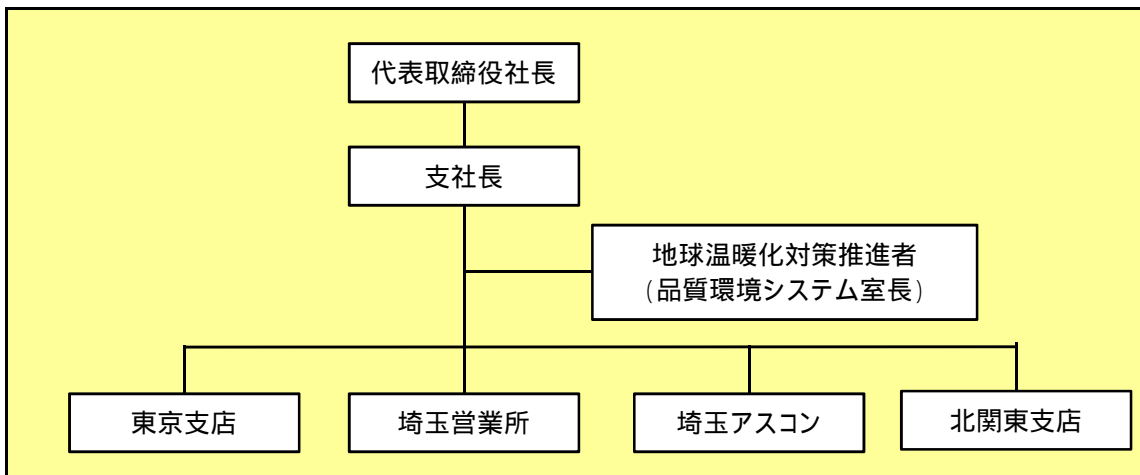 代表取締役社長
支社長
地球温暖化対策推進者
(品質環境システム室長)
東京支店
埼玉営業所
埼玉アスコン
北関東支店